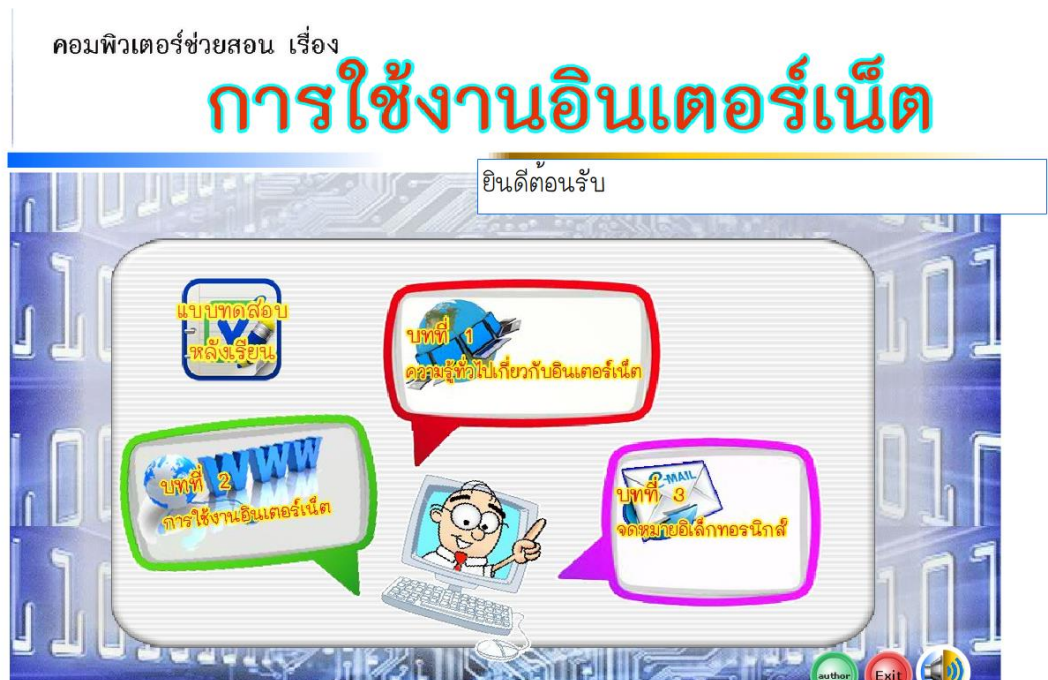 คอมพิวเตอร์ช่วยสอน เรื่อง
การใช้งานอินเตอร์เน็ต
ยินดีต้อนรับ
แบบทดสอบ
หลังเรียน
บทที่ 1
ความรู้ทั่วไปเกี่ยวกับอินเตอร์เน็ต
WWW
บทที่ 2
การใช้งานอินเตอร์เน็ต
E-MAIL
บทที่ 3
จดหมายอิเล็กทอรนิกส์
author
Exit